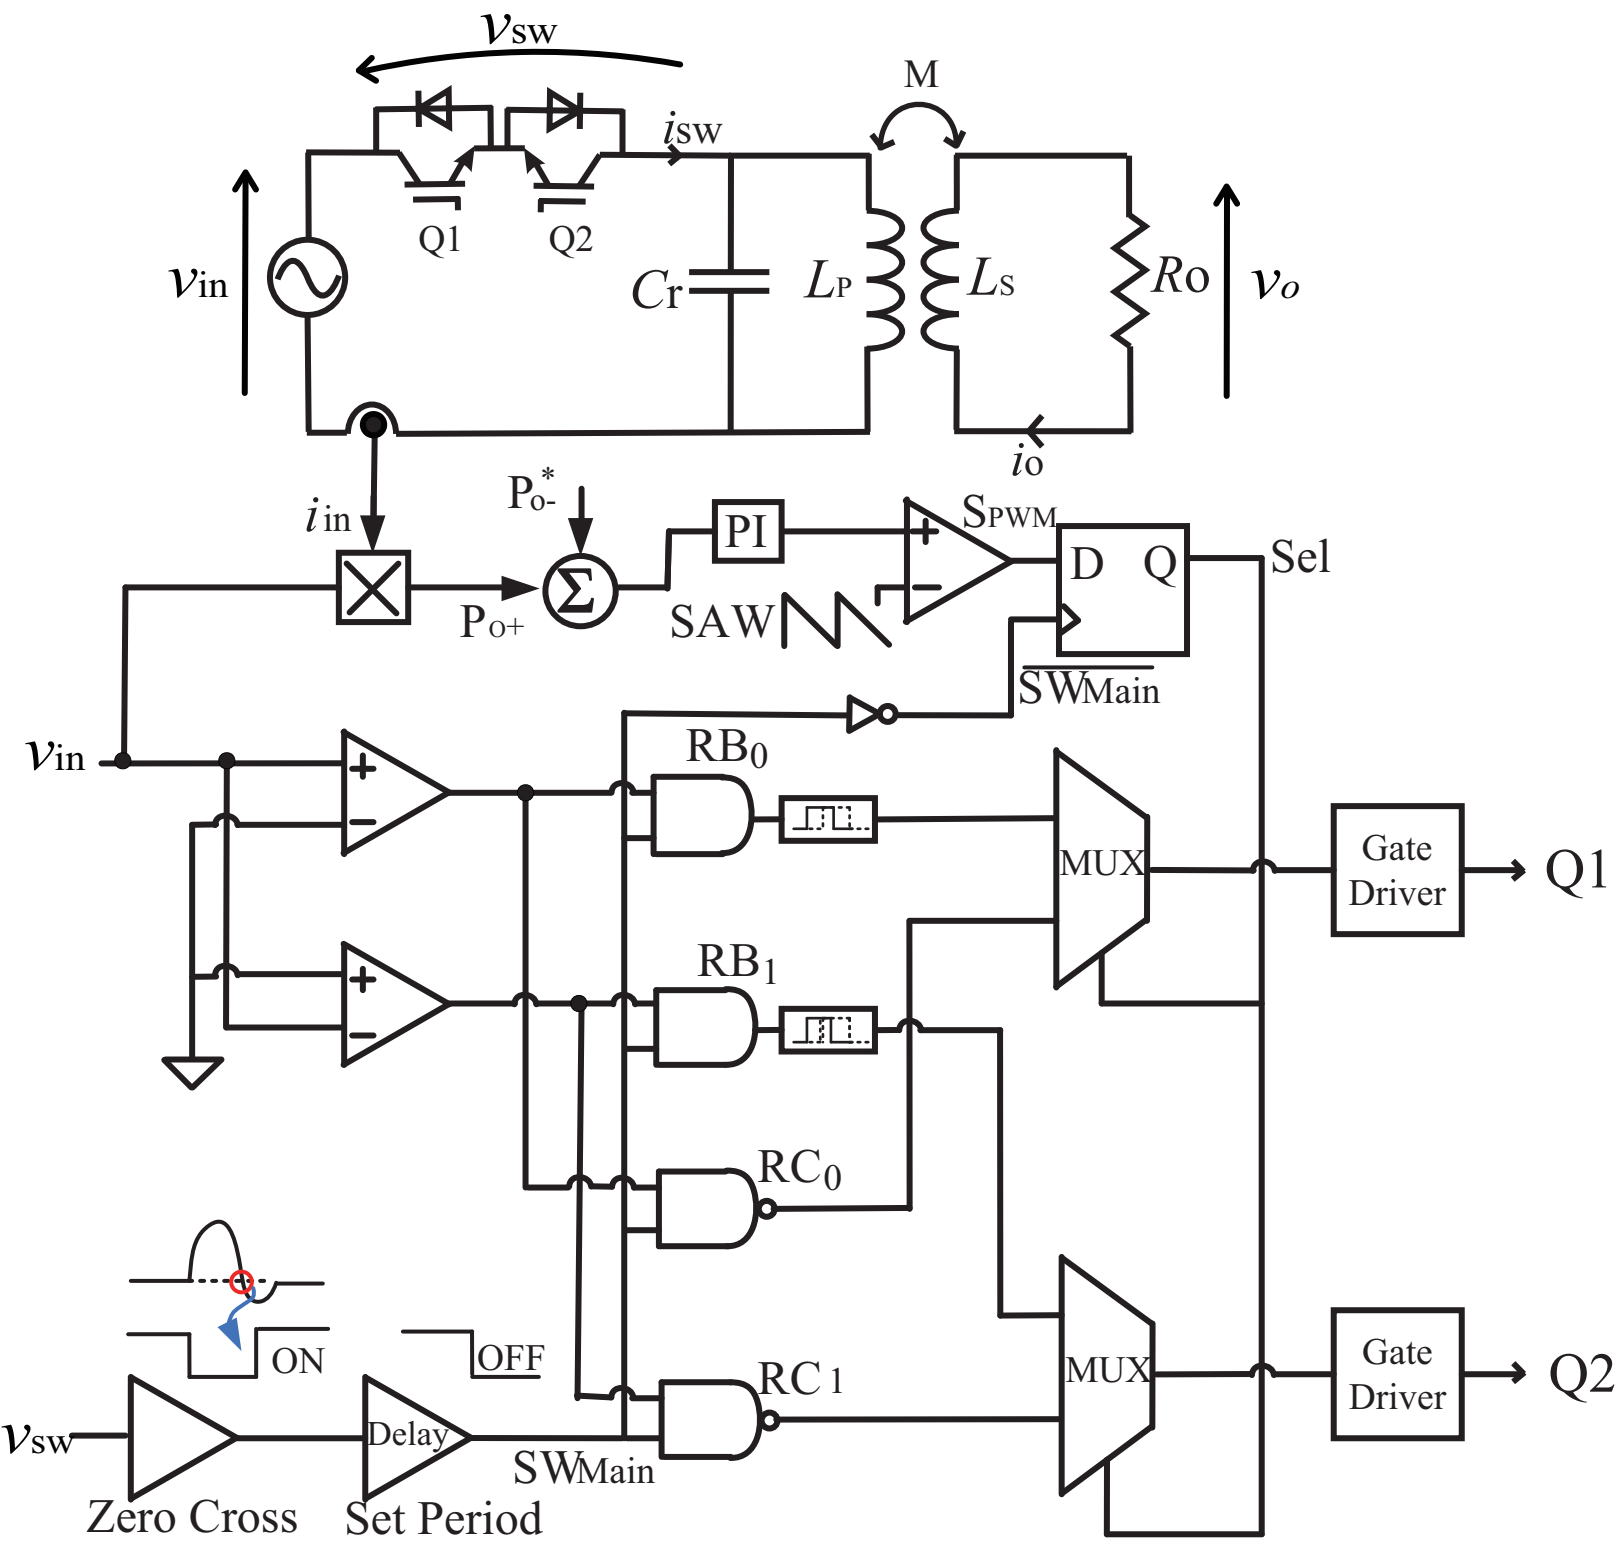 vsw
M
isw
Q1
Q2
vin
Cr
LP
LS
Ro
vo
io
iin
Po-*
PI
SPWM
D Q
Sel
Σ
Po+
SAW
+
−
SWMain
vin
RB0
+
−
MUX
Gate
Driver
Q1
RB1
+
−
RC0
ON
OFF
RC1
MUX
Gate
Driver
Q2
vsw
Delay
SWMain
Zero Cross
Set Period